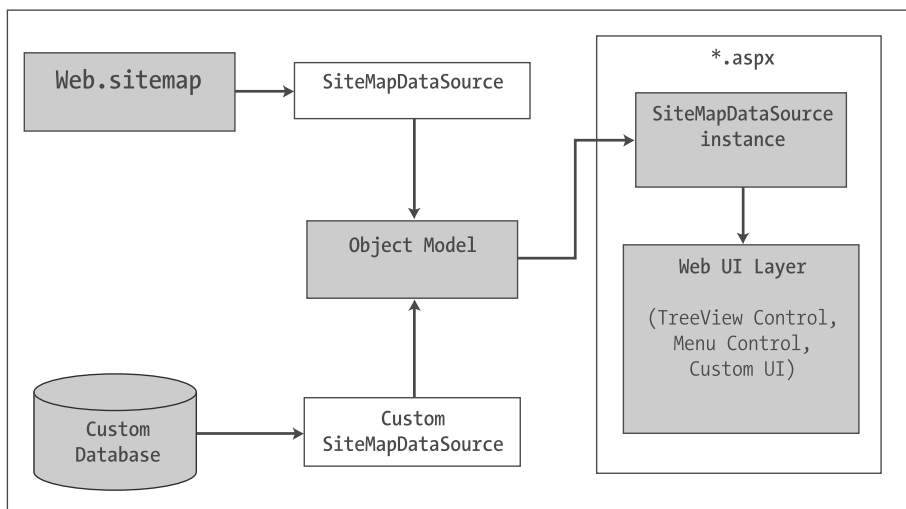 Web.sitemap
SiteMapDataSource
*.aspx
SiteMapDataSource
instance
Object Model
Web UI Layer
(TreeView Control,
Menu Control,
Custom UI)
Custom
Database
Custom
SiteMapDataSource